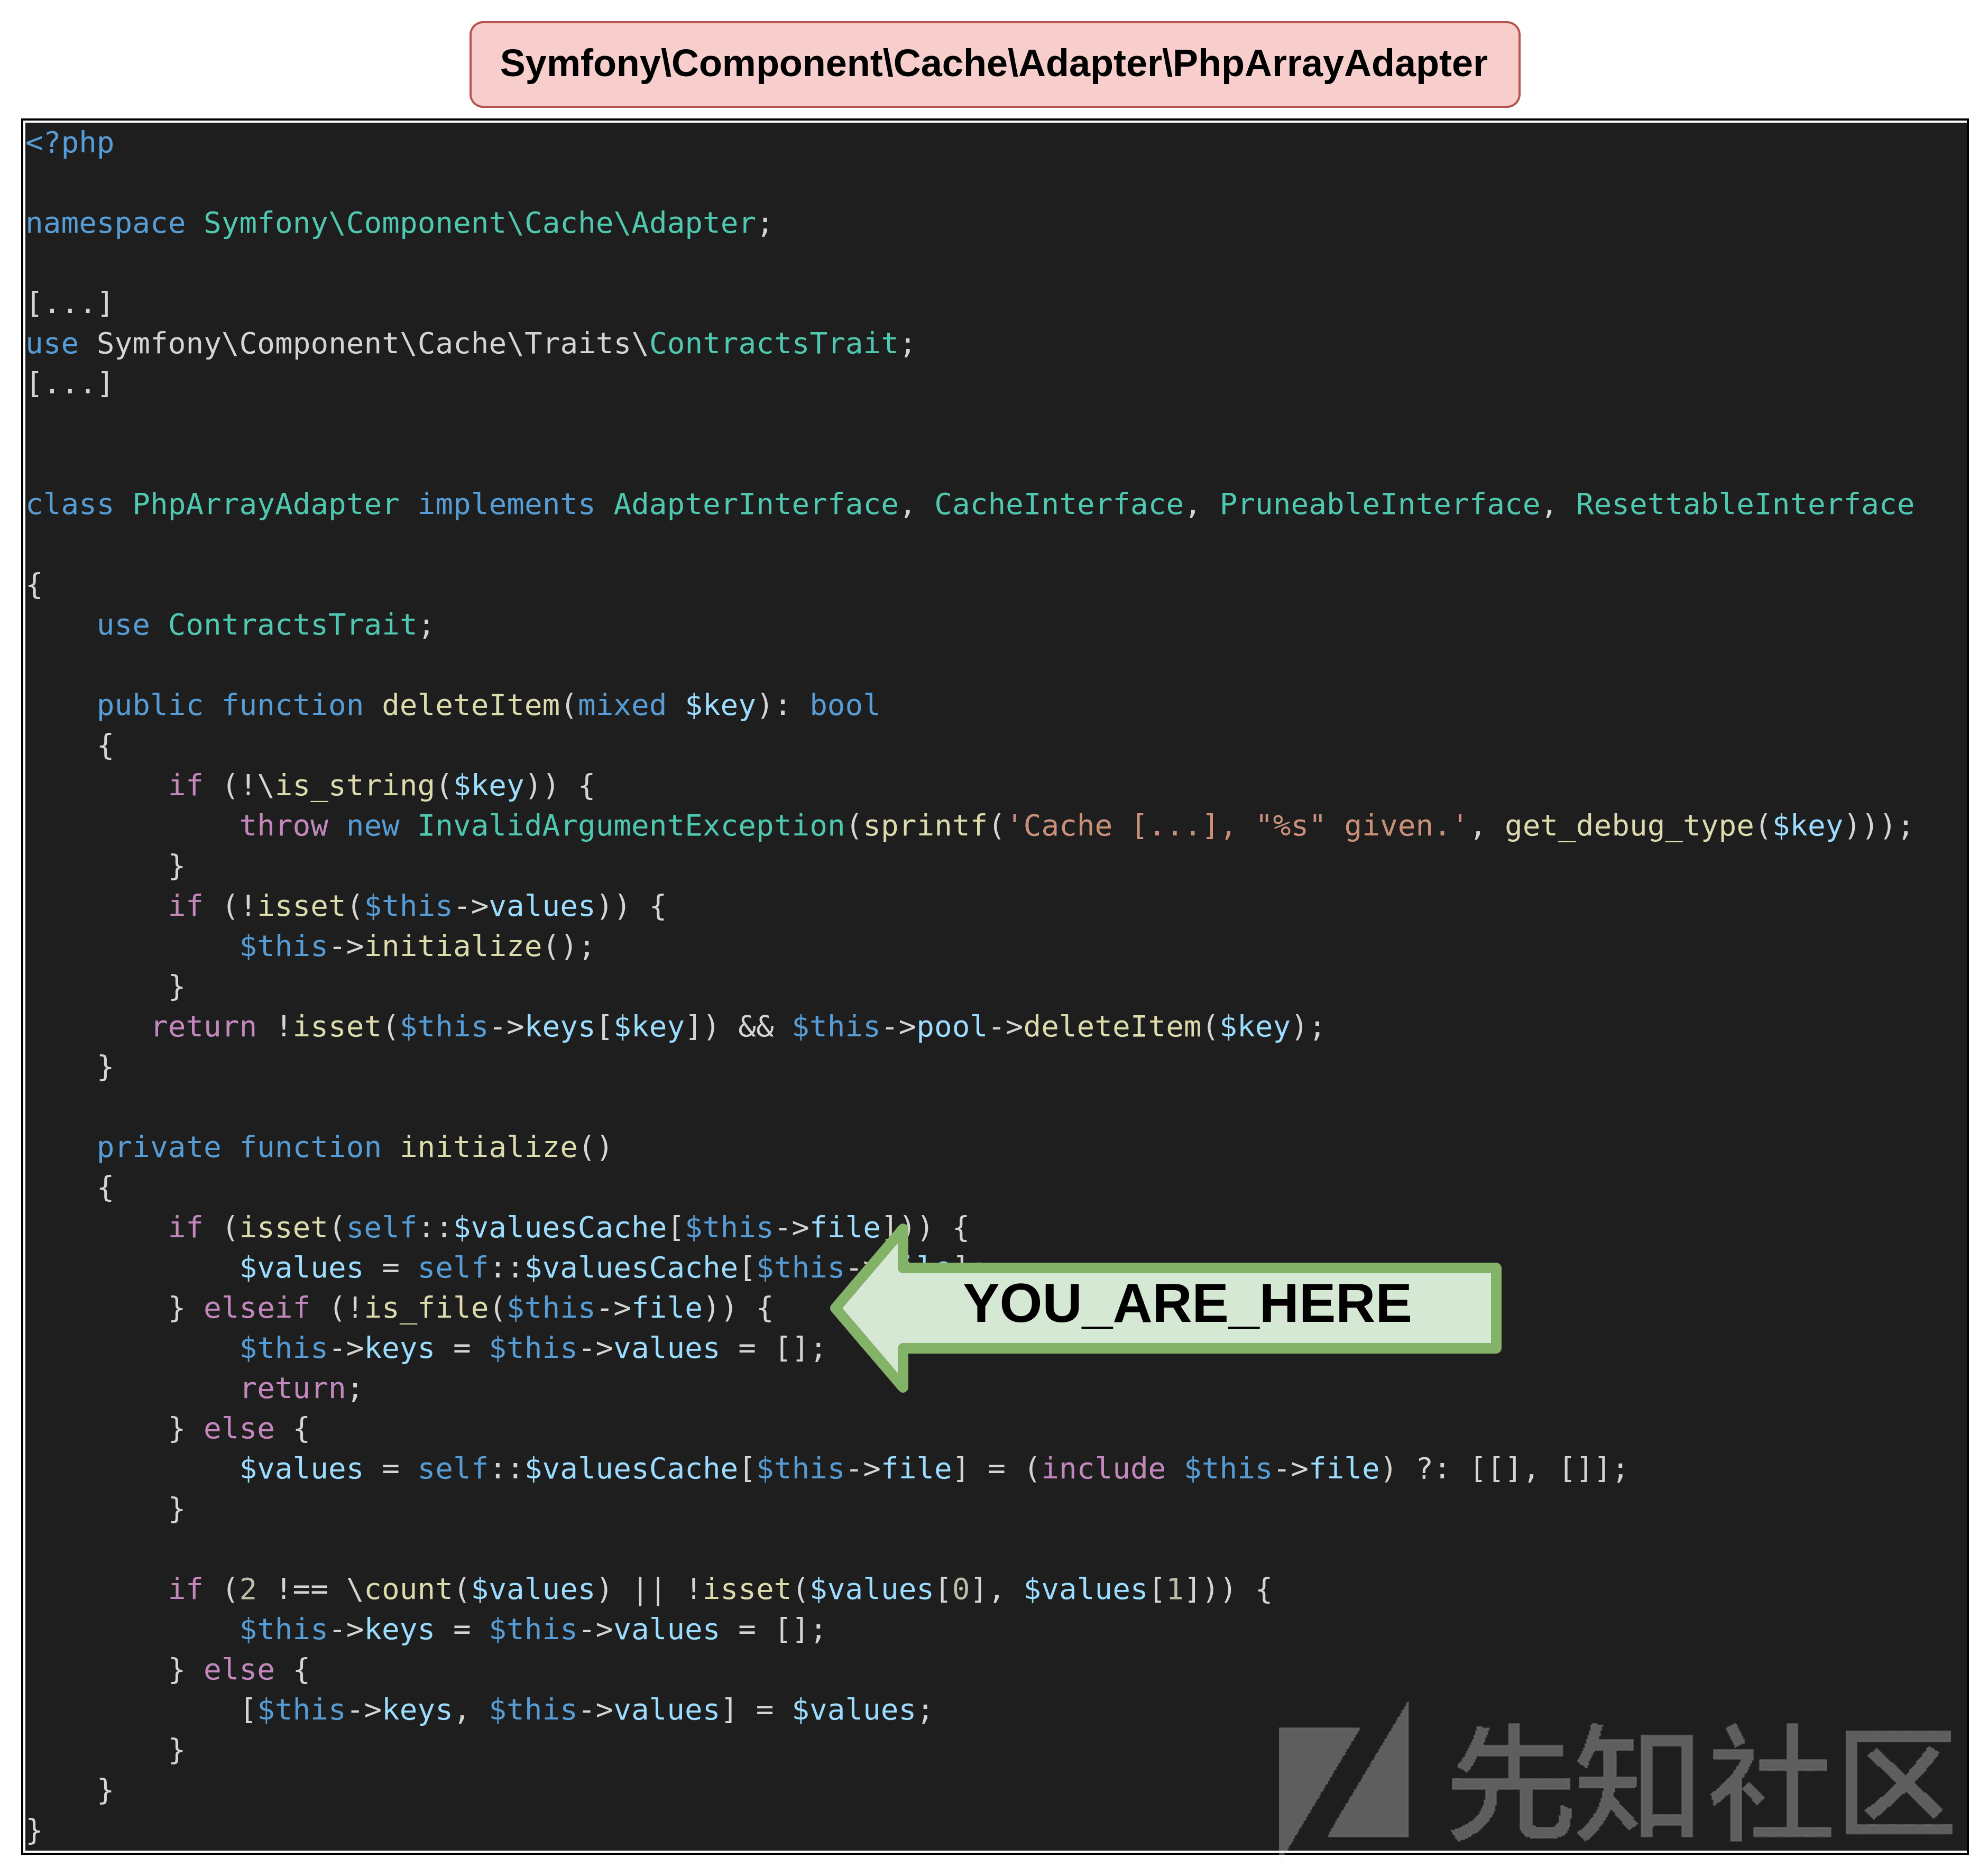 Symfony\Component\Cache\Adapter\PhpArrayAdapter
<?php
namespace Symfony\Component\Cache\Adapter;
[...]
use Symfony\Component\Cache\Traits\ContractsTrait;
[...]
class PhpArrayAdapter implements AdapterInterface, CacheInterface, PruneableInterface, ResettableInterface
{
    use ContractsTrait;
    public function deleteItem(mixed $key): bool
    {
        if (!\is_string($key)) {
            throw new InvalidArgumentException(sprintf('Cache [...], "%s" given.', get_debug_type($key)));
        }
        if (!isset($this->values)) {
            $this->initialize();
        }
       return !isset($this->keys[$key]) && $this->pool->deleteItem($key);
    }
    private function initialize()
    {
        if (isset(self::$valuesCache[$this->file])) {
            $values = self::$valuesCache[$this->
        } elseif (!is_file($this->file)) {
YOU_ARE_HERE
            $this->keys = $this->values = [];
            return;
        } else {
            $values = self::$valuesCache[$this->file] = (include $this->file) ?: [[], []];
        }
        if (2 !== \count($values) || !isset($values[0], $values[1])) {
            $this->keys = $this->values = [];
        } else {
            [$this->keys, $this->values] = $values;
        }
    }
}
先知社区